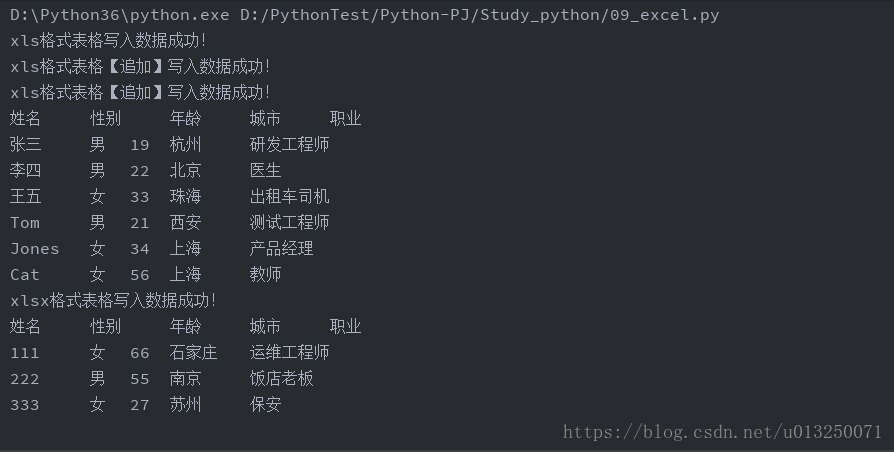 D:\Python36\python.exe D:/PythonTest/Python-PJ/Study_python/09_excel.py
xls格式表格写入数据成功!
xls格式表格【追加】写入数据成功!
xls格式表格【追加】写入数据成功!
姓名 性别 年龄 城市 职业
张三 男 19 杭州 研发工程师
李四 男 22 北京 医生
王五 女 33 珠海 出租车司机
Tom 男 21 西安 测试工程师
Jones 女 34 上海 产品经理
Cat 女 56 上海 教师
xlsx格式表格写入数据成功!
姓名 性别 年龄 城市 职业
111 女 66 石家庄 运维工程师
222 男 55 南京 饭店老板
333 女 27 苏州 保安
https://blog.csdn.net/u013250071